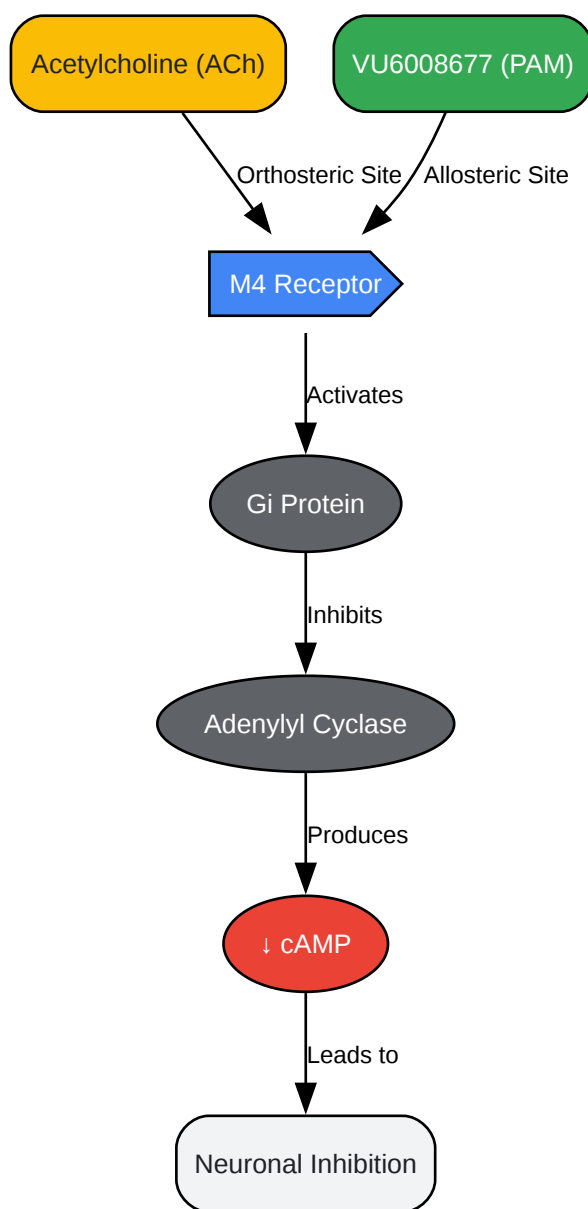 Acetylcholine (ACh)
VU6008677 (PAM)
Orthosteric Site
Allosteric Site
M4 Receptor
Activates
Gi Protein
Inhibits
Adenylyl Cyclase
Produces
↓ cAMP
Leads to
Neuronal Inhibition